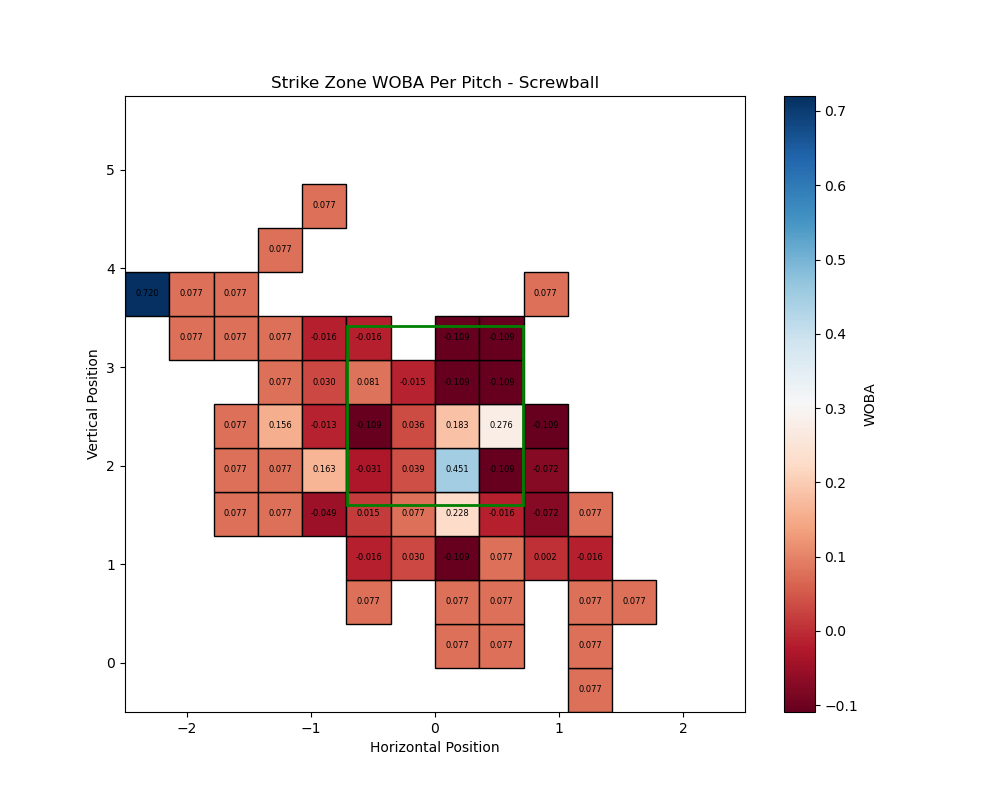 Strike Zone WOBA Per Pitch - Screwball
0.077
0.077
0.720 0.077 0.077 0.077
0.077 0.077 0.077 -0.016 -0.016 -0.109 -0.109
0.077 0.030 0.081 -0.015 -0.109 -0.109
0.077 0.156 -0.013 -0.109 0.036 0.183 0.276 -0.109
0.077 0.077 0.163 -0.031 0.039 0.451 -0.109 -0.072
0.077 0.077 -0.049 0.015 0.077 0.228 -0.016 -0.072 0.077
-0.016 0.030 -0.109 0.077 0.002 -0.016
0.077 0.077 0.077 0.077 0.077
0.077 0.077 0.077
0.077
5
4
3
2
1
0
Vertical Position
−2 −1 0 1 2
Horizontal Position
0.7
0.6
0.5
0.4
0.3
0.2
0.1
0.0
−0.1
WOBA